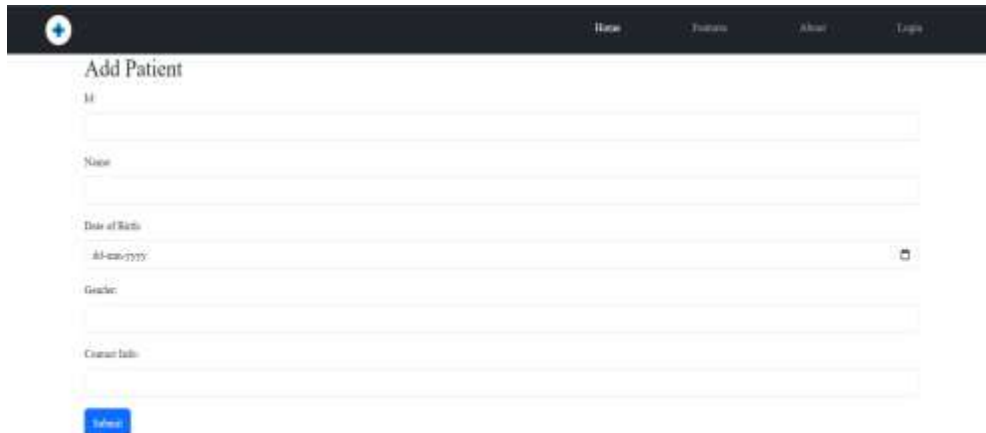 Home Features About Login
Add Patient
Id
Name
Date of Birth
dd-mm-yyyy
Gender
Contact Info
Submit